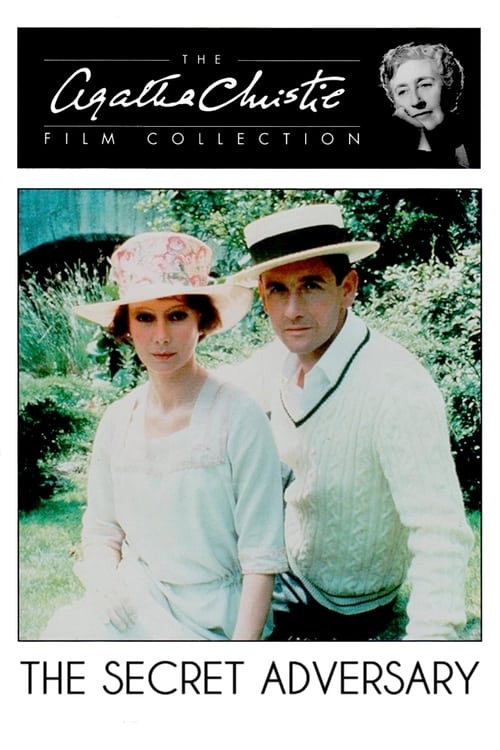 THE
Agatha Christie
FILM COLLECTION
THE SECRET ADVERSARY